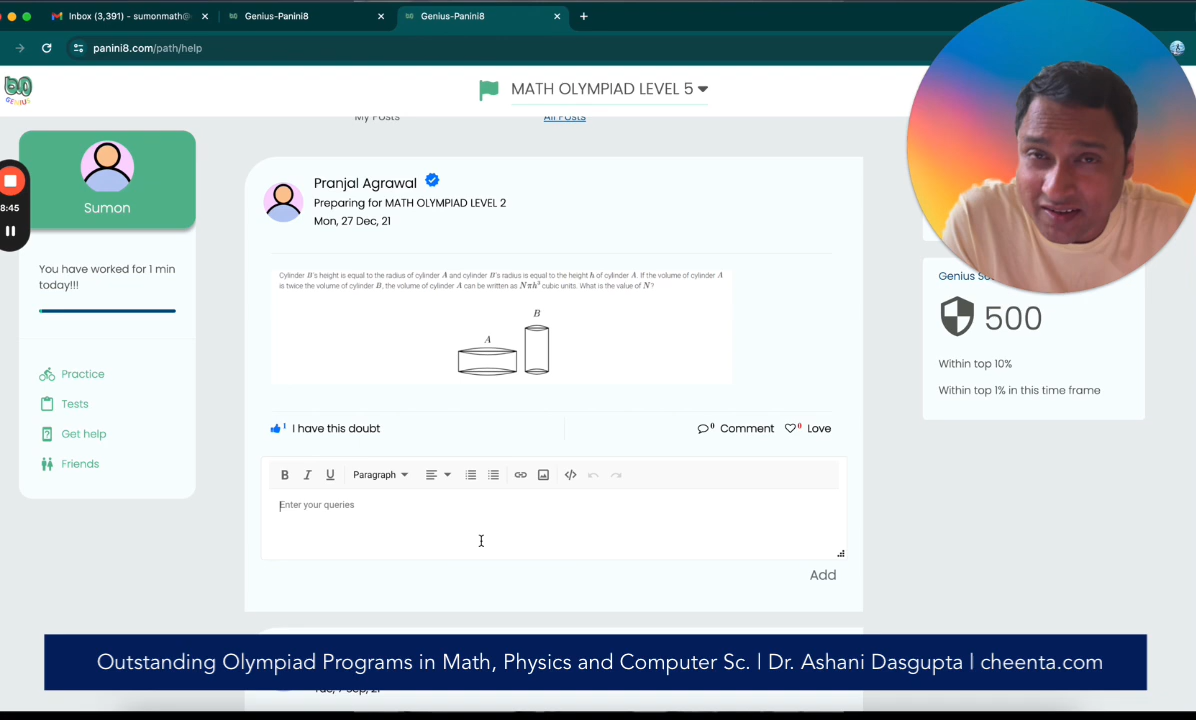 Inbox (3,391) - sumonmath@
Genius-Panini8
Genius-Panini8
panini8.com/path/help
GENIUS
MATH OLYMPIAD LEVEL 5
My Posts
All Posts
Sumon
8:45
You have worked for 1 min
today!!!
Practice
Tests
Get help
Friends
Pranjal Agrawal
Preparing for MATH OLYMPIAD LEVEL 2
Mon, 27 Dec, 21
Cylinder B's height is equal to the radius of cylinder A and cylinder B's radius is equal to the height h of cylinder A. If the volume of cylinder A
is twice the volume of cylinder B, the volume of cylinder A can be written as Nπh³ cubic units. What is the value of N?
B
A
1 I have this doubt
0 Comment 0 Love
B I U Paragraph
Enter your queries
Add
Genius Sc
500
Within top 10%
Within top 1% in this time frame
Outstanding Olympiad Programs in Math, Physics and Computer Sc. | Dr. Ashani Dasgupta | cheenta.com
Tue, 7 Sep, 21